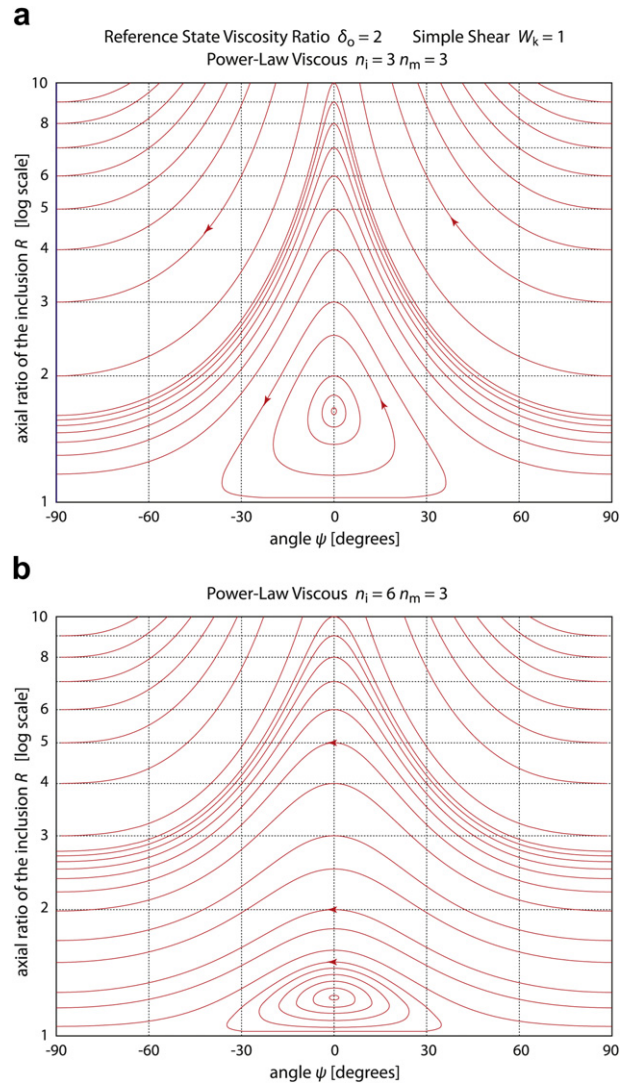 a
Reference State Viscosity Ratio δo = 2 Simple Shear Wk = 1
Power-Law Viscous ni = 3 nm = 3
axial ratio of the inclusion R [log scale]
10
8
6
5
4
3
2
1
-90 -60 -30 0 30 60 90
angle ψ [degrees]
b
Power-Law Viscous ni = 6 nm = 3
axial ratio of the inclusion R [log scale]
10
8
6
5
4
3
2
1
-90 -60 -30 0 30 60 90
angle ψ [degrees]